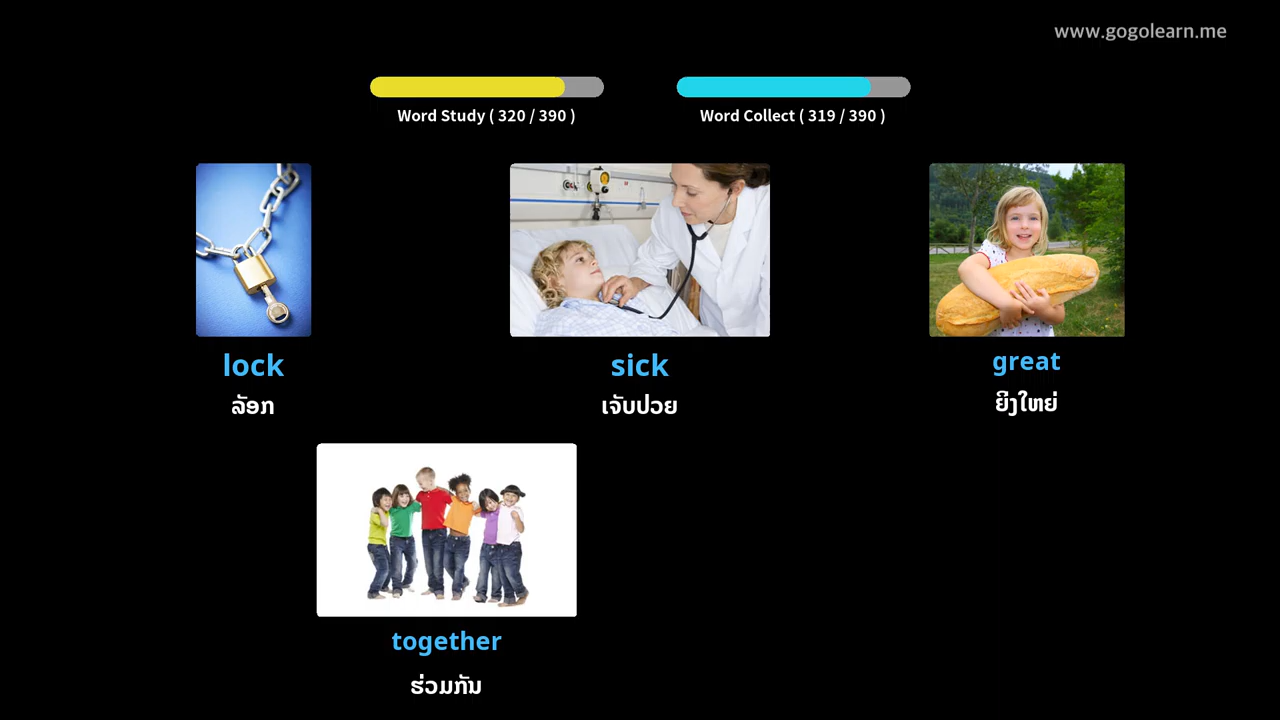 www.gogolearn.me
Word Study ( 320 / 390 )
Word Collect ( 319 / 390 )
lock
ລັອກ
sick
ເຈັບປ່ວຍ
great
ຍິ່ງໃຫຍ່
together
ຮ່ວມກັນ